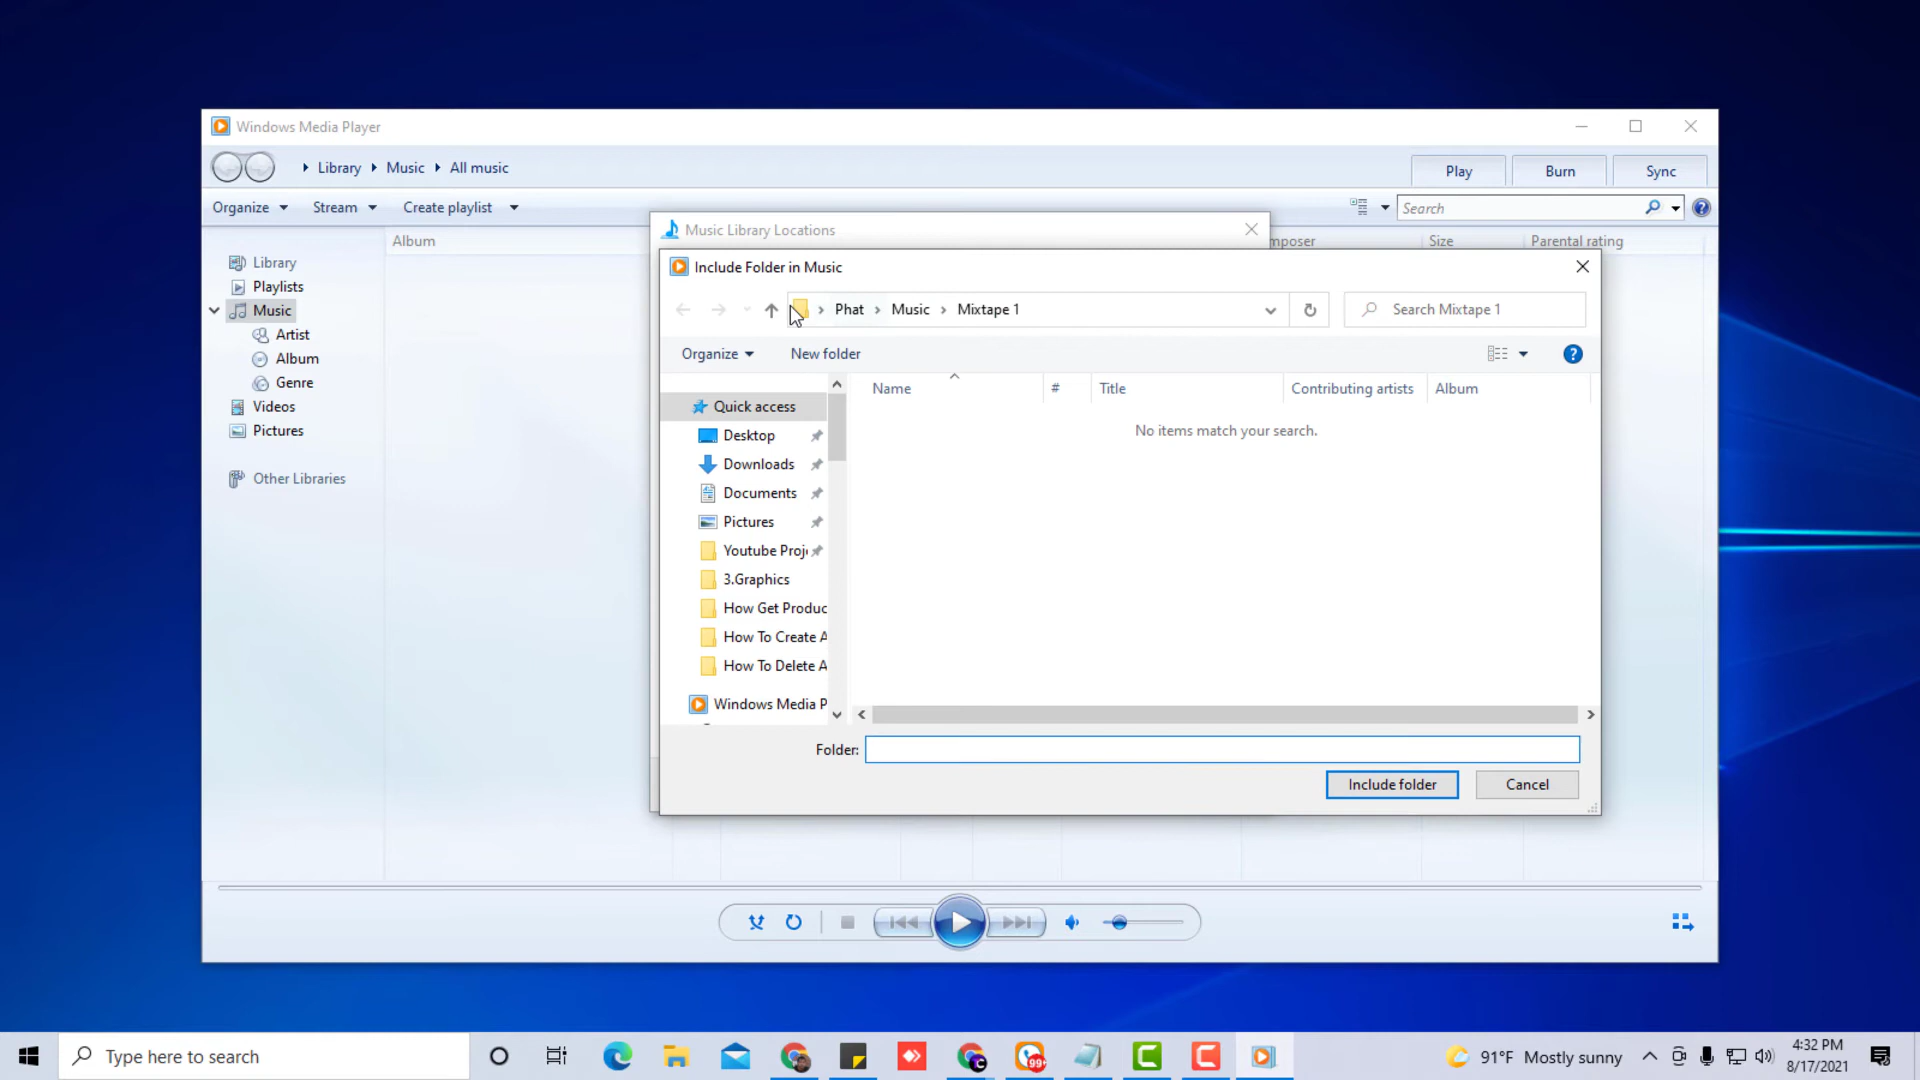 Windows Media Player
Library Music All music
Play Burn Sync
Organize Stream Create playlist
Search
Album
mposer Size Parental rating
Library
Playlists
Music
Artist
Album
Genre
Videos
Pictures
Other Libraries
Music Library Locations
Include Folder in Music
Phat Music Mixtape 1
Search Mixtape 1
Organize New folder
Name # Title Contributing artists Album
No items match your search.
Quick access
Desktop
Downloads
Documents
Pictures
Youtube Proj
3.Graphics
How Get Produc
How To Create A
How To Delete A
Windows Media P
Folder:
Include folder Cancel
Type here to search
99+
91°F Mostly sunny
4:32 PM
8/17/2021